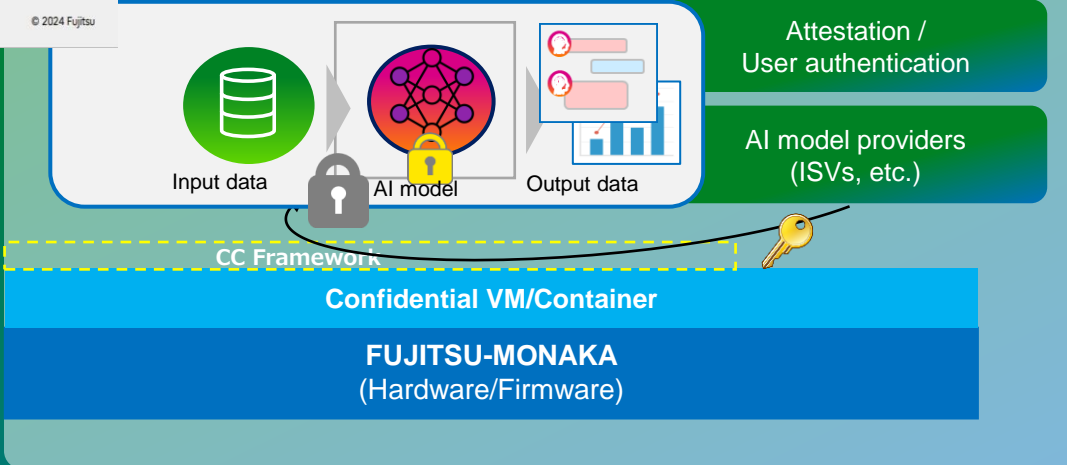 © 2024 Fujitsu
Attestation /
User authentication
AI model providers
(ISVs, etc.)
Input data
AI model
Output data
CC Framework
Confidential VM/Container
FUJITSU-MONAKA
(Hardware/Firmware)